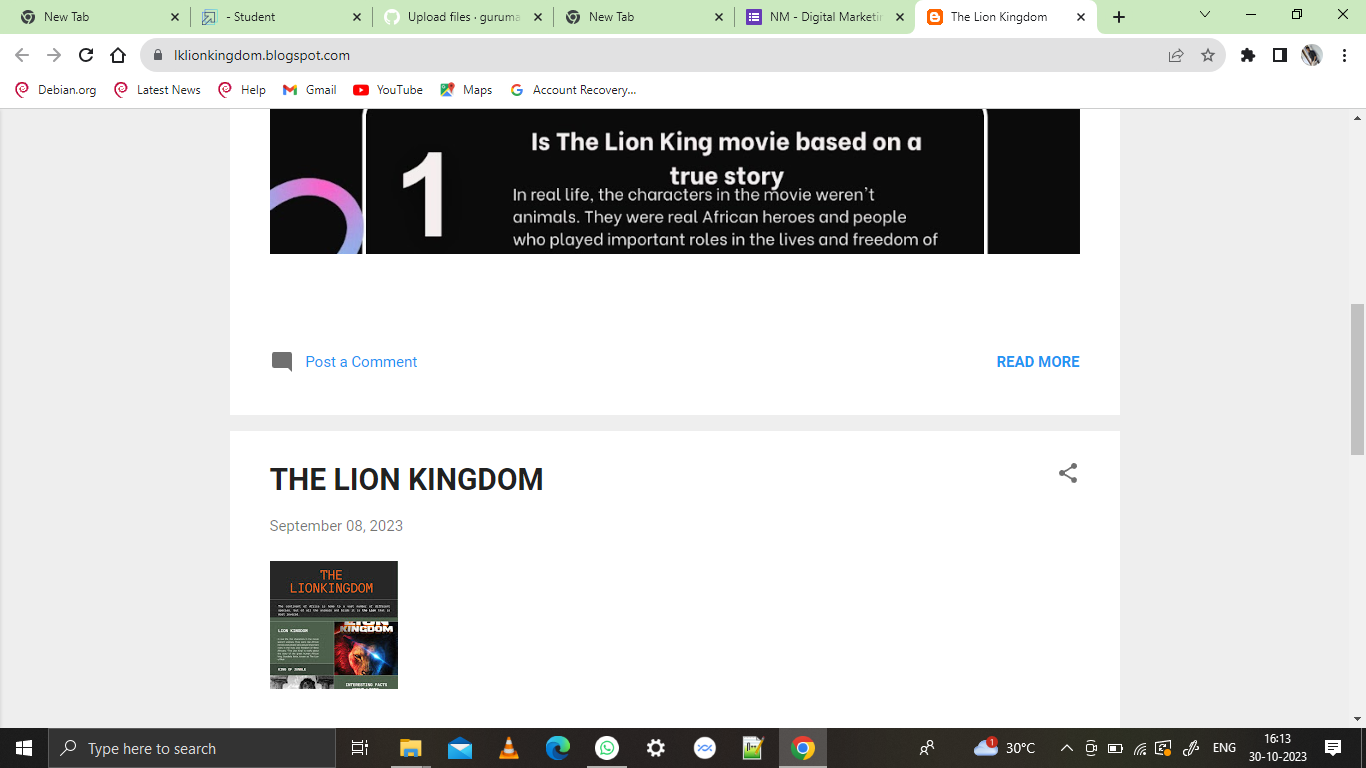 New Tab
- Student
Upload files · guruma
New Tab
NM - Digital Marketin
The Lion Kingdom
lklionkingdom.blogspot.com
Debian.org
Latest News
Help
Gmail
YouTube
Maps
Account Recovery...
1
Is The Lion King movie based on a
true story
In real life, the characters in the movie weren't
animals. They were real African heroes and people
who played important roles in the lives and freedom of
Post a Comment
READ MORE
THE LION KINGDOM
September 08, 2023
THE
LIONKINGDOM
LION KINGDOM
LION
KINGDOM
KING OF JUNGLE
INTERESTING FACTS
Type here to search
1
30°C
ENG
16:13
30-10-2023